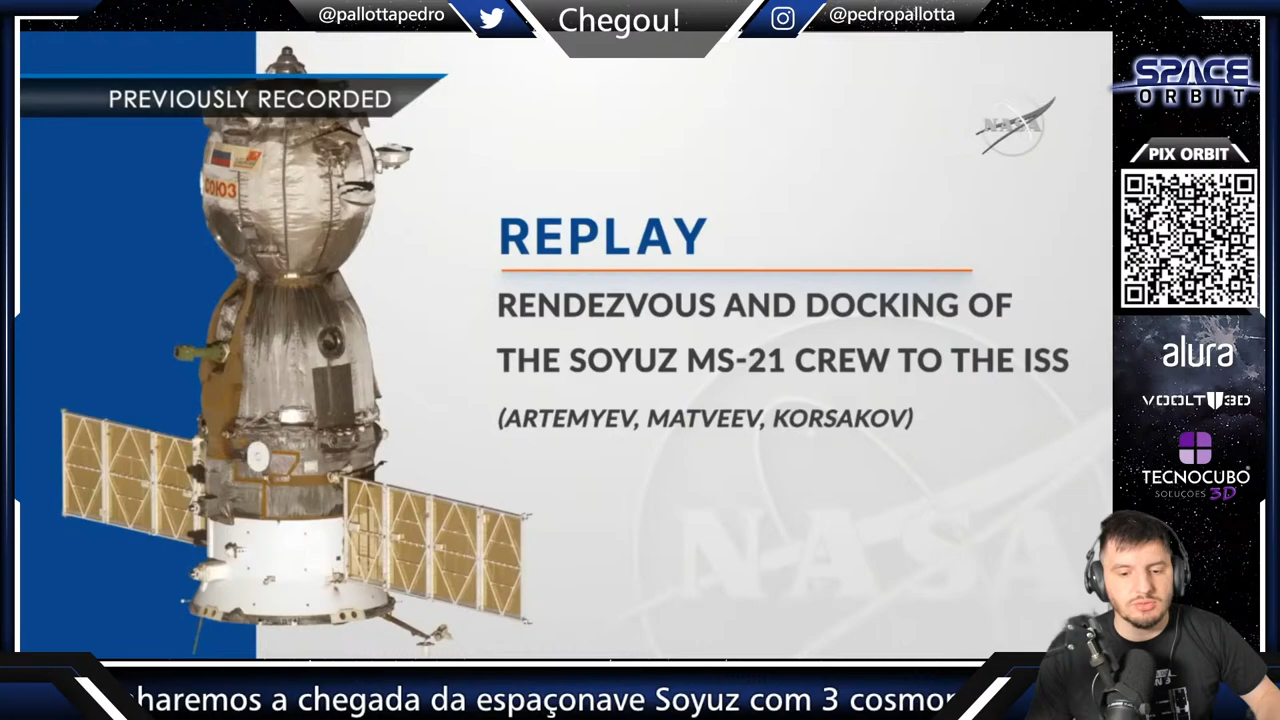 @pallottapedro
Chegou!
@pedropallotta
PREVIOUSLY RECORDED
NASA
СОЮЗ
REPLAY
RENDEZVOUS AND DOCKING OF
THE SOYUZ MS-21 CREW TO THE ISS
(ARTEMYEV, MATVEEV, KORSAKOV)
NASA
SPACE
ORBIT
PIX ORBIT
alura
VOOLT3D
TECNOCUBO
SOLUÇÕES 3D
haremos a chegada da espaçonave Soyuz com 3 cosmo